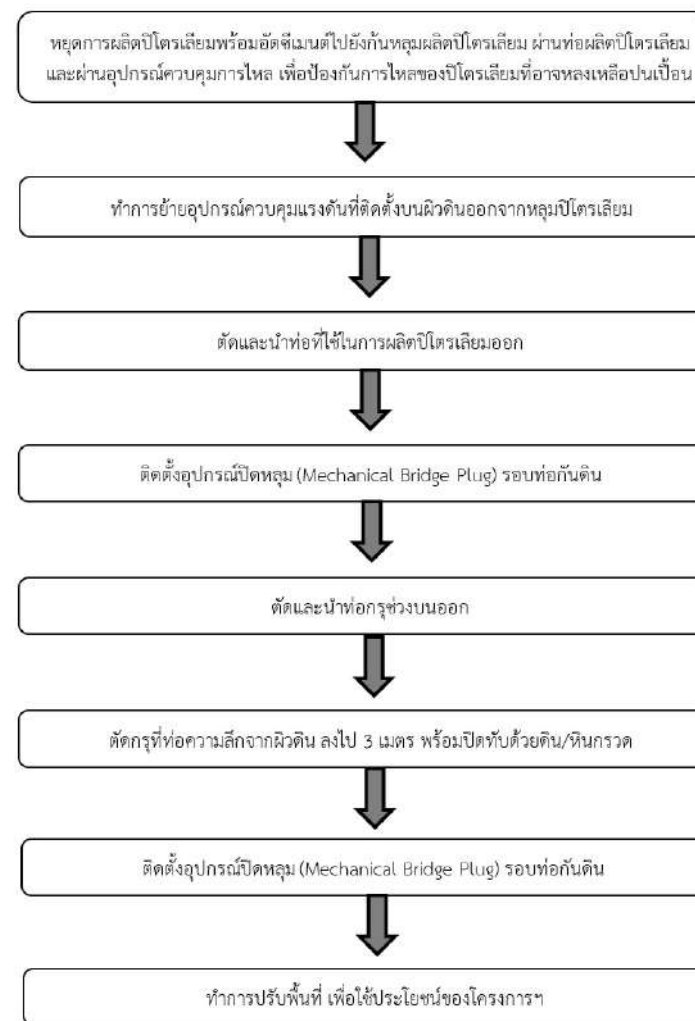 หยุดการผลิตปิโตรเลียมพร้อมอัดซีเมนต์ไปยังก้นหลุมผลิตปิโตรเลียม ผ่านท่อผลิตปิโตรเลียม
และผ่านอุปกรณ์ควบคุมการไหล เพื่อป้องกันการไหลของปิโตรเลียมที่อาจหลงเหลือปนเปื้อน
ทำการย้ายอุปกรณ์ควบคุมแรงดันที่ติดตั้งบนผิวดินออกจากหลุมปิโตรเลียม
ตัดและนำท่อที่ใช้ในการผลิตปิโตรเลียมออก
ติดตั้งอุปกรณ์ปิดหลุม (Mechanical Bridge Plug) รอบท่อกันดิน
ตัดและนำท่อกรุช่วงบนออก
ตัดกรุที่ท่อความลึกจากผิวดิน ลงไป 3 เมตร พร้อมปิดทับด้วยดิน/หินกรวด
ติดตั้งอุปกรณ์ปิดหลุม (Mechanical Bridge Plug) รอบท่อกันดิน
ทำการปรับพื้นที่ เพื่อใช้ประโยชน์ของโครงการฯ